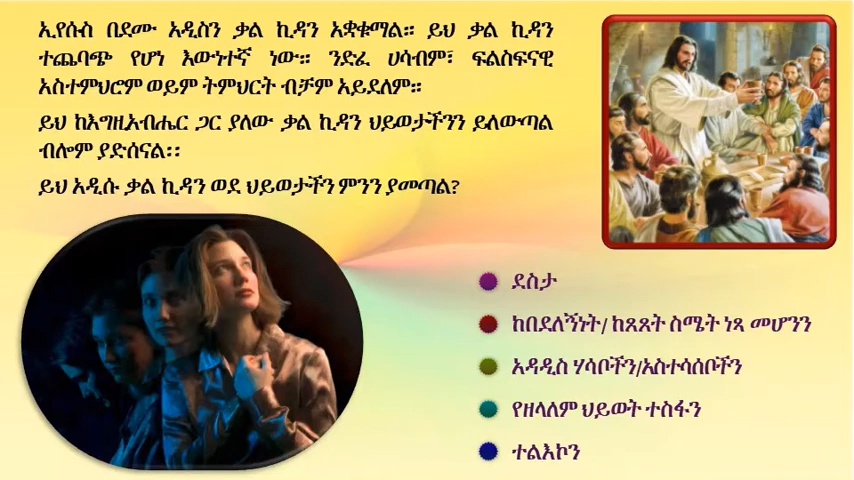 ኢየሱስ በደሙ አዲስን ቃል ኪዳን አቋቁማል። ይህ ቃል ኪዳን
ተጨባጭ የሆነ እውነተኛ ነው። ንድፈ ሀሳብም፣ ፍልስፍናዊ
አስተምህሮም ወይም ትምህርት ብቻም አይደለም።
ይህ ከእግዚአብሔር ጋር ያለው ቃል ኪዳን ህይወታችንን ይለውጣል
ብሎም ያድሰናል፡፡
ይህ አዲሱ ቃል ኪዳን ወደ ህይወታችን ምንን ያመጣል?
ደስታ
ከበደለኝነት/ ከጸጸት ስሜት ነጻ መሆንን
አዳዲስ ሃሳቦችን/አስተሳሰቦችን
የዘላለም ህይወት ተስፋን
ተልእኮን